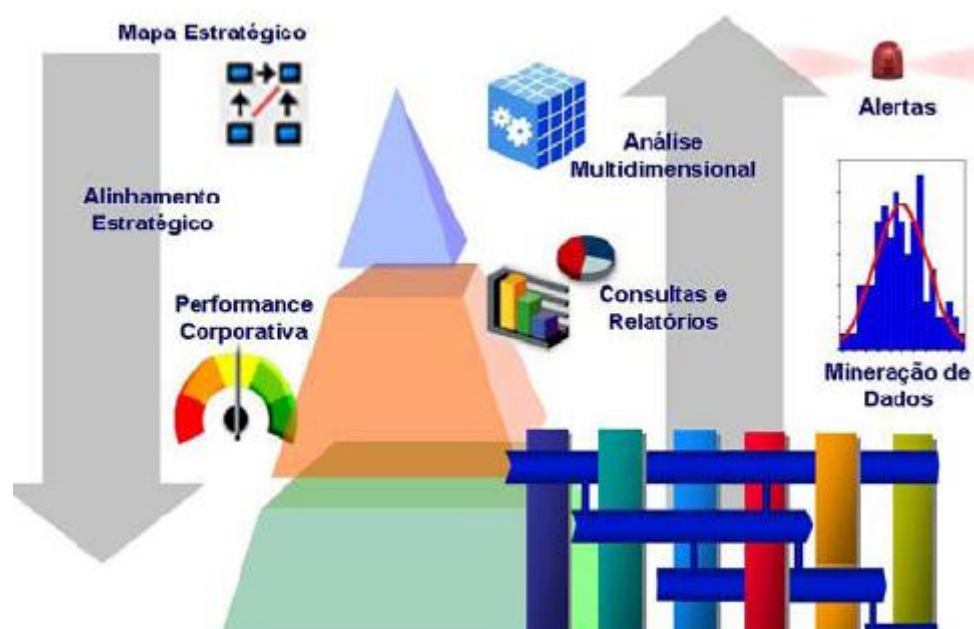 Mapa Estratégico
Alertas
Análise
Multidimensional
Alinhamento
Estratégico
Performance
Corporativa
Consultas e
Relatórios
Mineração de
Dados